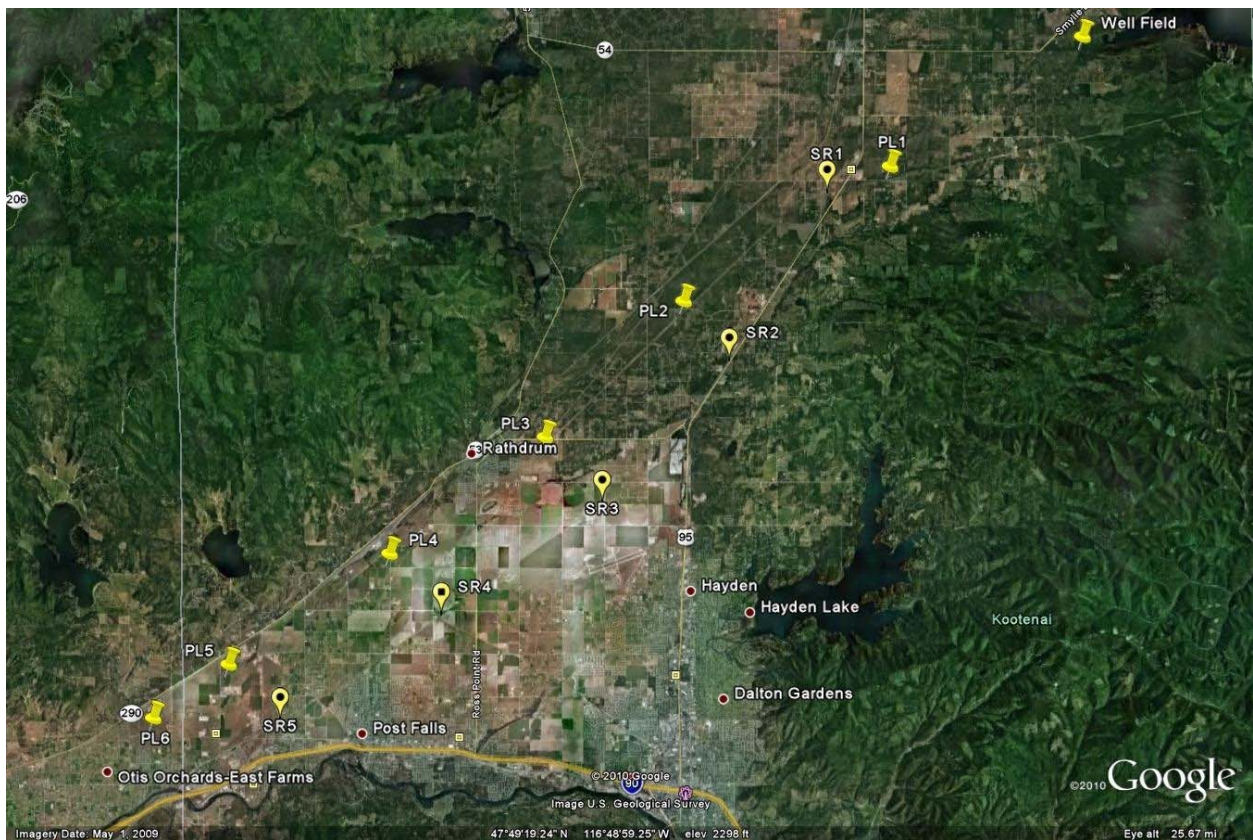 Well Field
Smylie
54
PL1
SR1
206
PL2
SR2
PL3
53
Rathdrum
SR3
PL4
95
SR4
Hayden
Hayden Lake
Kootenai
PL5
Ross Point Rd
Dalton Gardens
SR5
290
PL6
Post Falls
Otis Orchards-East Farms
©2010 Google
90
Image U.S. Geological Survey
©2010 Google
Imagery Date: May 1, 2009
47°49'19.24" N 116°48'59.25" W elev 2298 ft
Eye alt 25.67 mi